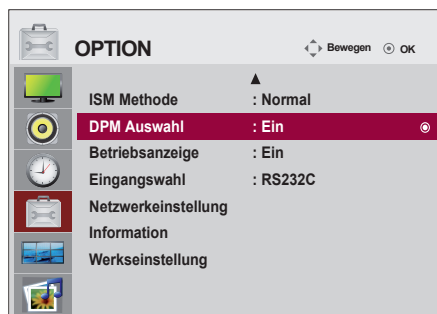 OPTION
Bewegen OK
ISM Methode : Normal
DPM Auswahl : Ein
Betriebsanzeige : Ein
Eingangswahl : RS232C
Netzwerkeinstellung
Information
Werkseinstellung